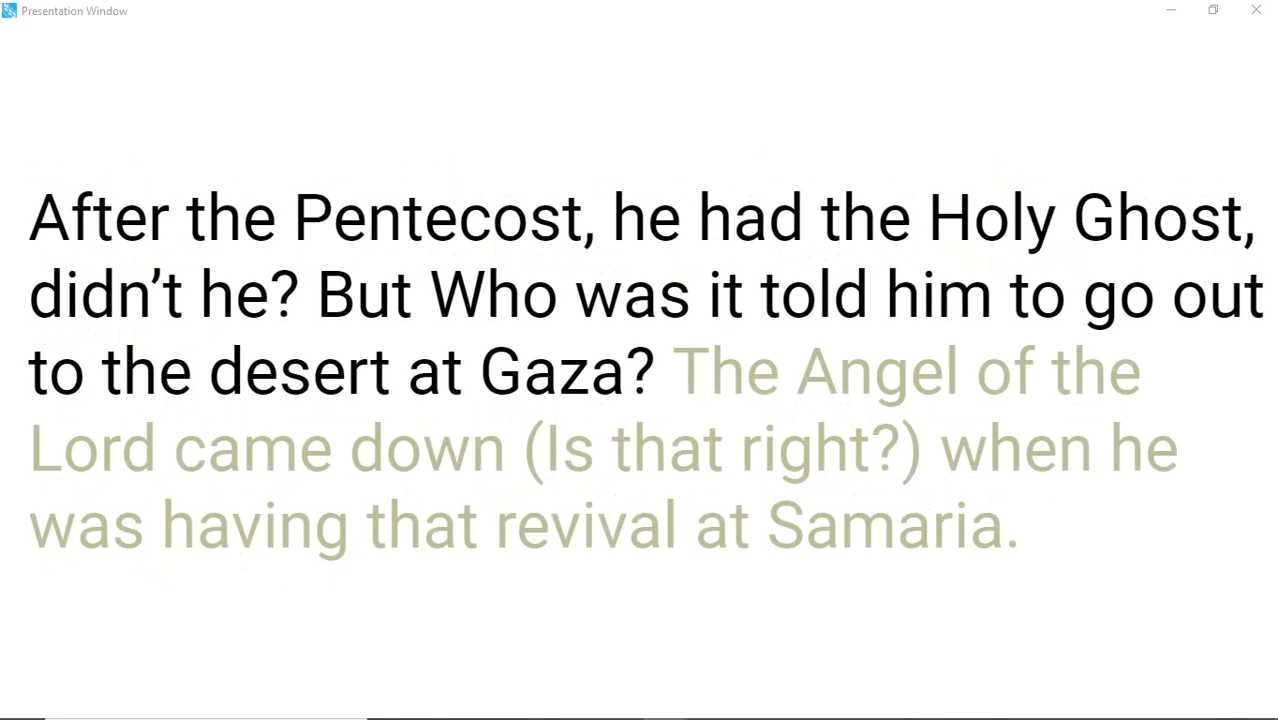 Presentation Window
After the Pentecost, he had the Holy Ghost,
didn’t he? But Who was it told him to go out
to the desert at Gaza? The Angel of the
Lord came down (Is that right?) when he
was having that revival at Samaria.